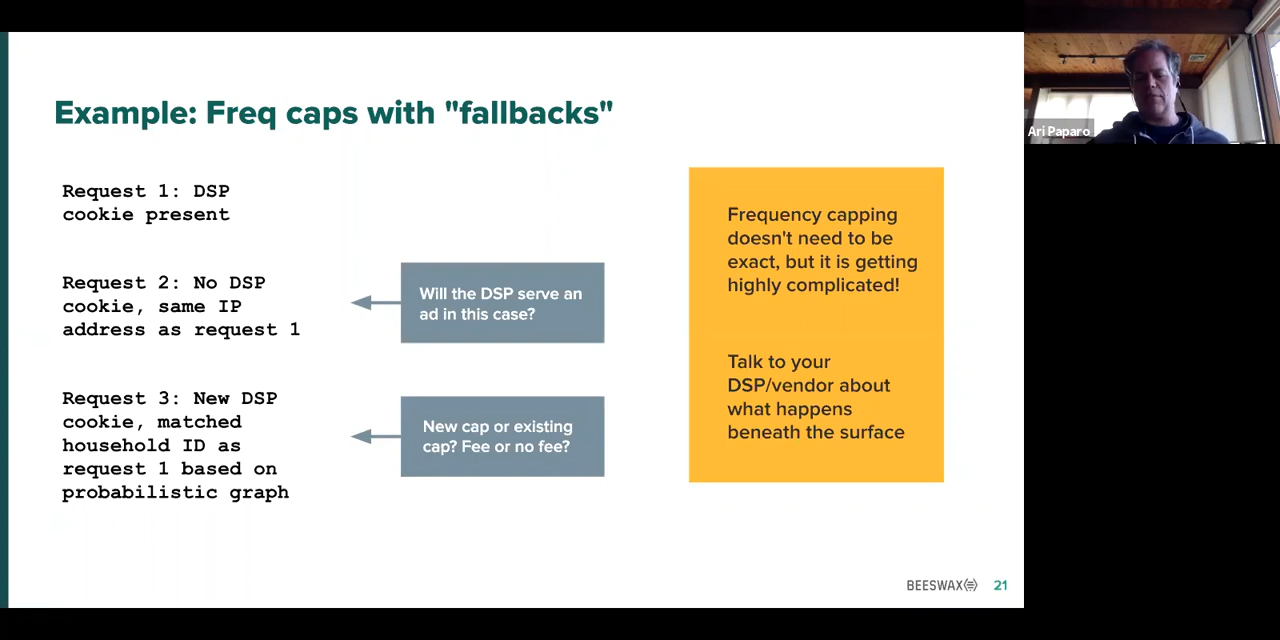 Example: Freq caps with "fallbacks"
Request 1: DSP
cookie present
Request 2: No DSP
cookie, same IP
address as request 1
Will the DSP serve an
ad in this case?
Request 3: New DSP
cookie, matched
household ID as
request 1 based on
probabilistic graph
New cap or existing
cap? Fee or no fee?
Frequency capping
doesn't need to be
exact, but it is getting
highly complicated!
Talk to your
DSP/vendor about
what happens
beneath the surface
BEESWAX
21
Ari Paparo